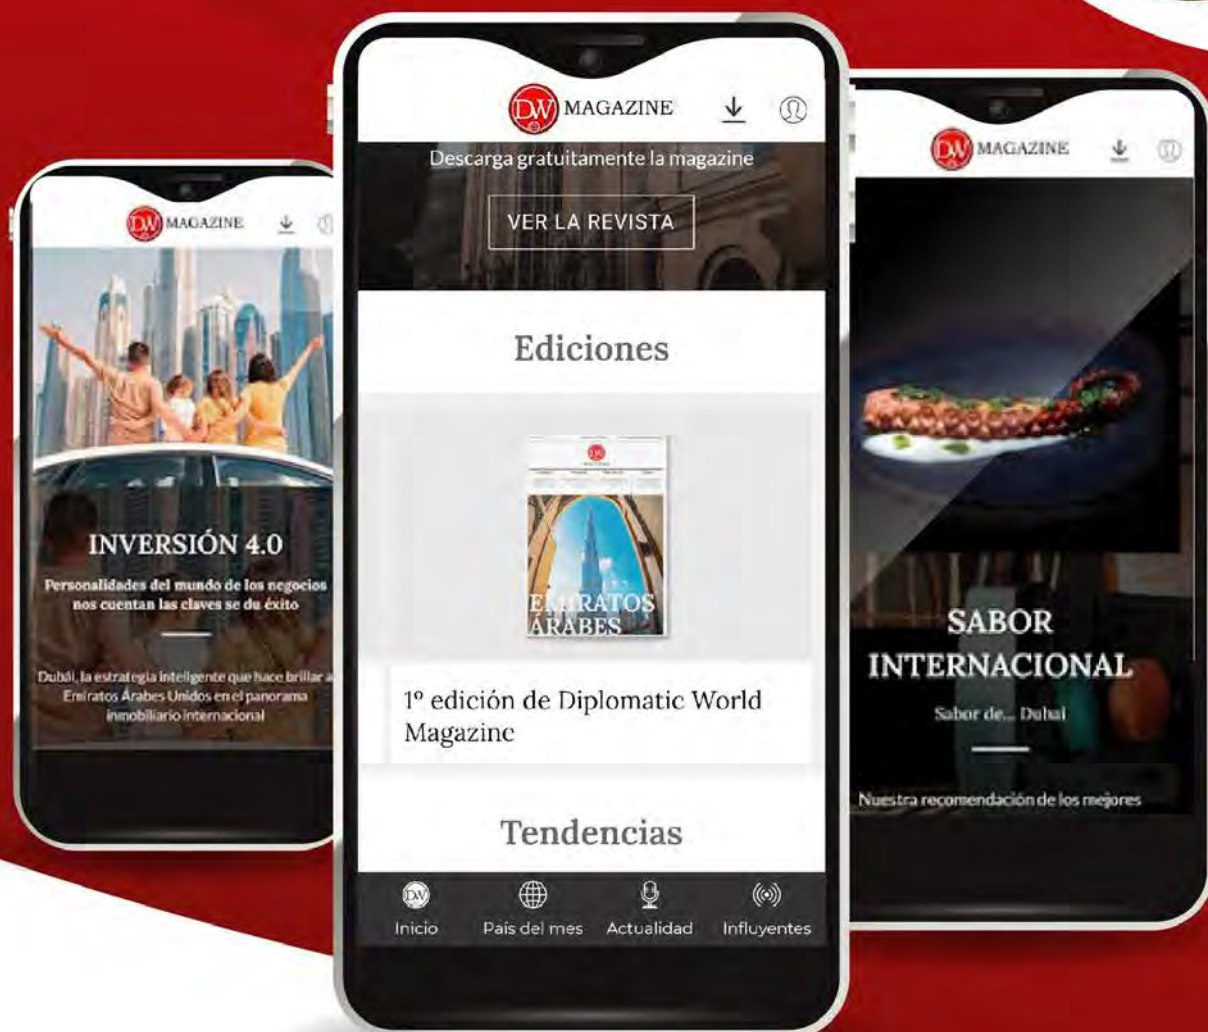 DW MAGAZINE
INVERSIÓN 4.0
Personalidades del mundo de los negocios
nos cuentan las claves se du éxito
Dubái, la estrategia inteligente que hace brillar a
Emiratos Árabes Unidos en el panorama
inmobiliario internacional
DW MAGAZINE
Descarga gratuitamente la magazine
VER LA REVISTA
Ediciones
DW
EMIRATOS
ÁRABES
1º edición de Diplomatic World
Magazine
Tendencias
DW
Inicio
País del mes
Actualidad
Influyentes
DW MAGAZINE
SABOR
INTERNACIONAL
Sabor de... Dubai
Nuestra recomendación de los mejores